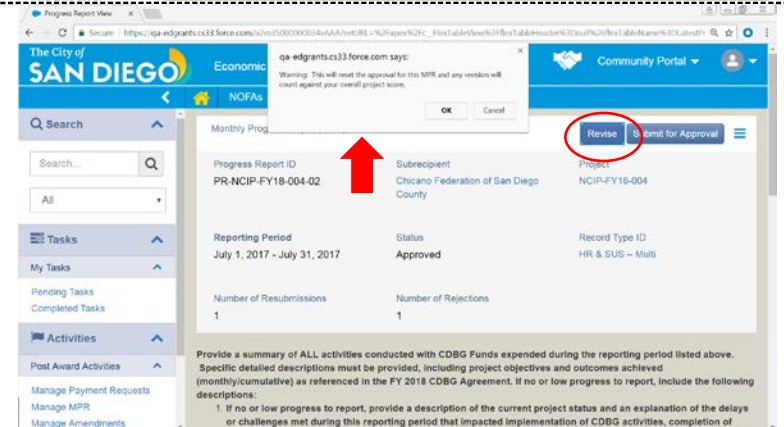 Progress Report View
Secure | https://qa-edgrants.cs33.force.com/
The City of
SAN DIEGO
Economic
Community Portal
NOFAs
qa-edgrants.cs33.force.com says:
Warning: This will reset the approval for this MPR and any revision will
count against your overall project score.
OK Cancel
Search
Search...
All
Tasks
My Tasks
Pending Tasks
Completed Tasks
Activities
Post Award Activities
Manage Payment Requests
Manage MPR
Manage Amendments
Monthly Prog
Revise Submit for Approval
Progress Report ID Subrecipient Project
PR-NCIP-FY18-004-02 Chicano Federation of San Diego NCIP-FY18-004
County
Reporting Period Status Record Type ID
July 1, 2017 - July 31, 2017 Approved HR & SUS – Multi
Number of Resubmissions Number of Rejections
1 1
Provide a summary of ALL activities conducted with CDBG Funds expended during the reporting period listed above.
Specific detailed descriptions must be provided, including project objectives and outcomes achieved
(monthly/cumulative) as referenced in the FY 2018 CDBG Agreement. If no or low progress to report, include the following
descriptions:
1. If no or low progress to report, provide a description of the current project status and an explanation of the delays
or challenges met during this reporting period that impacted implementation of CDBG activities, completion of